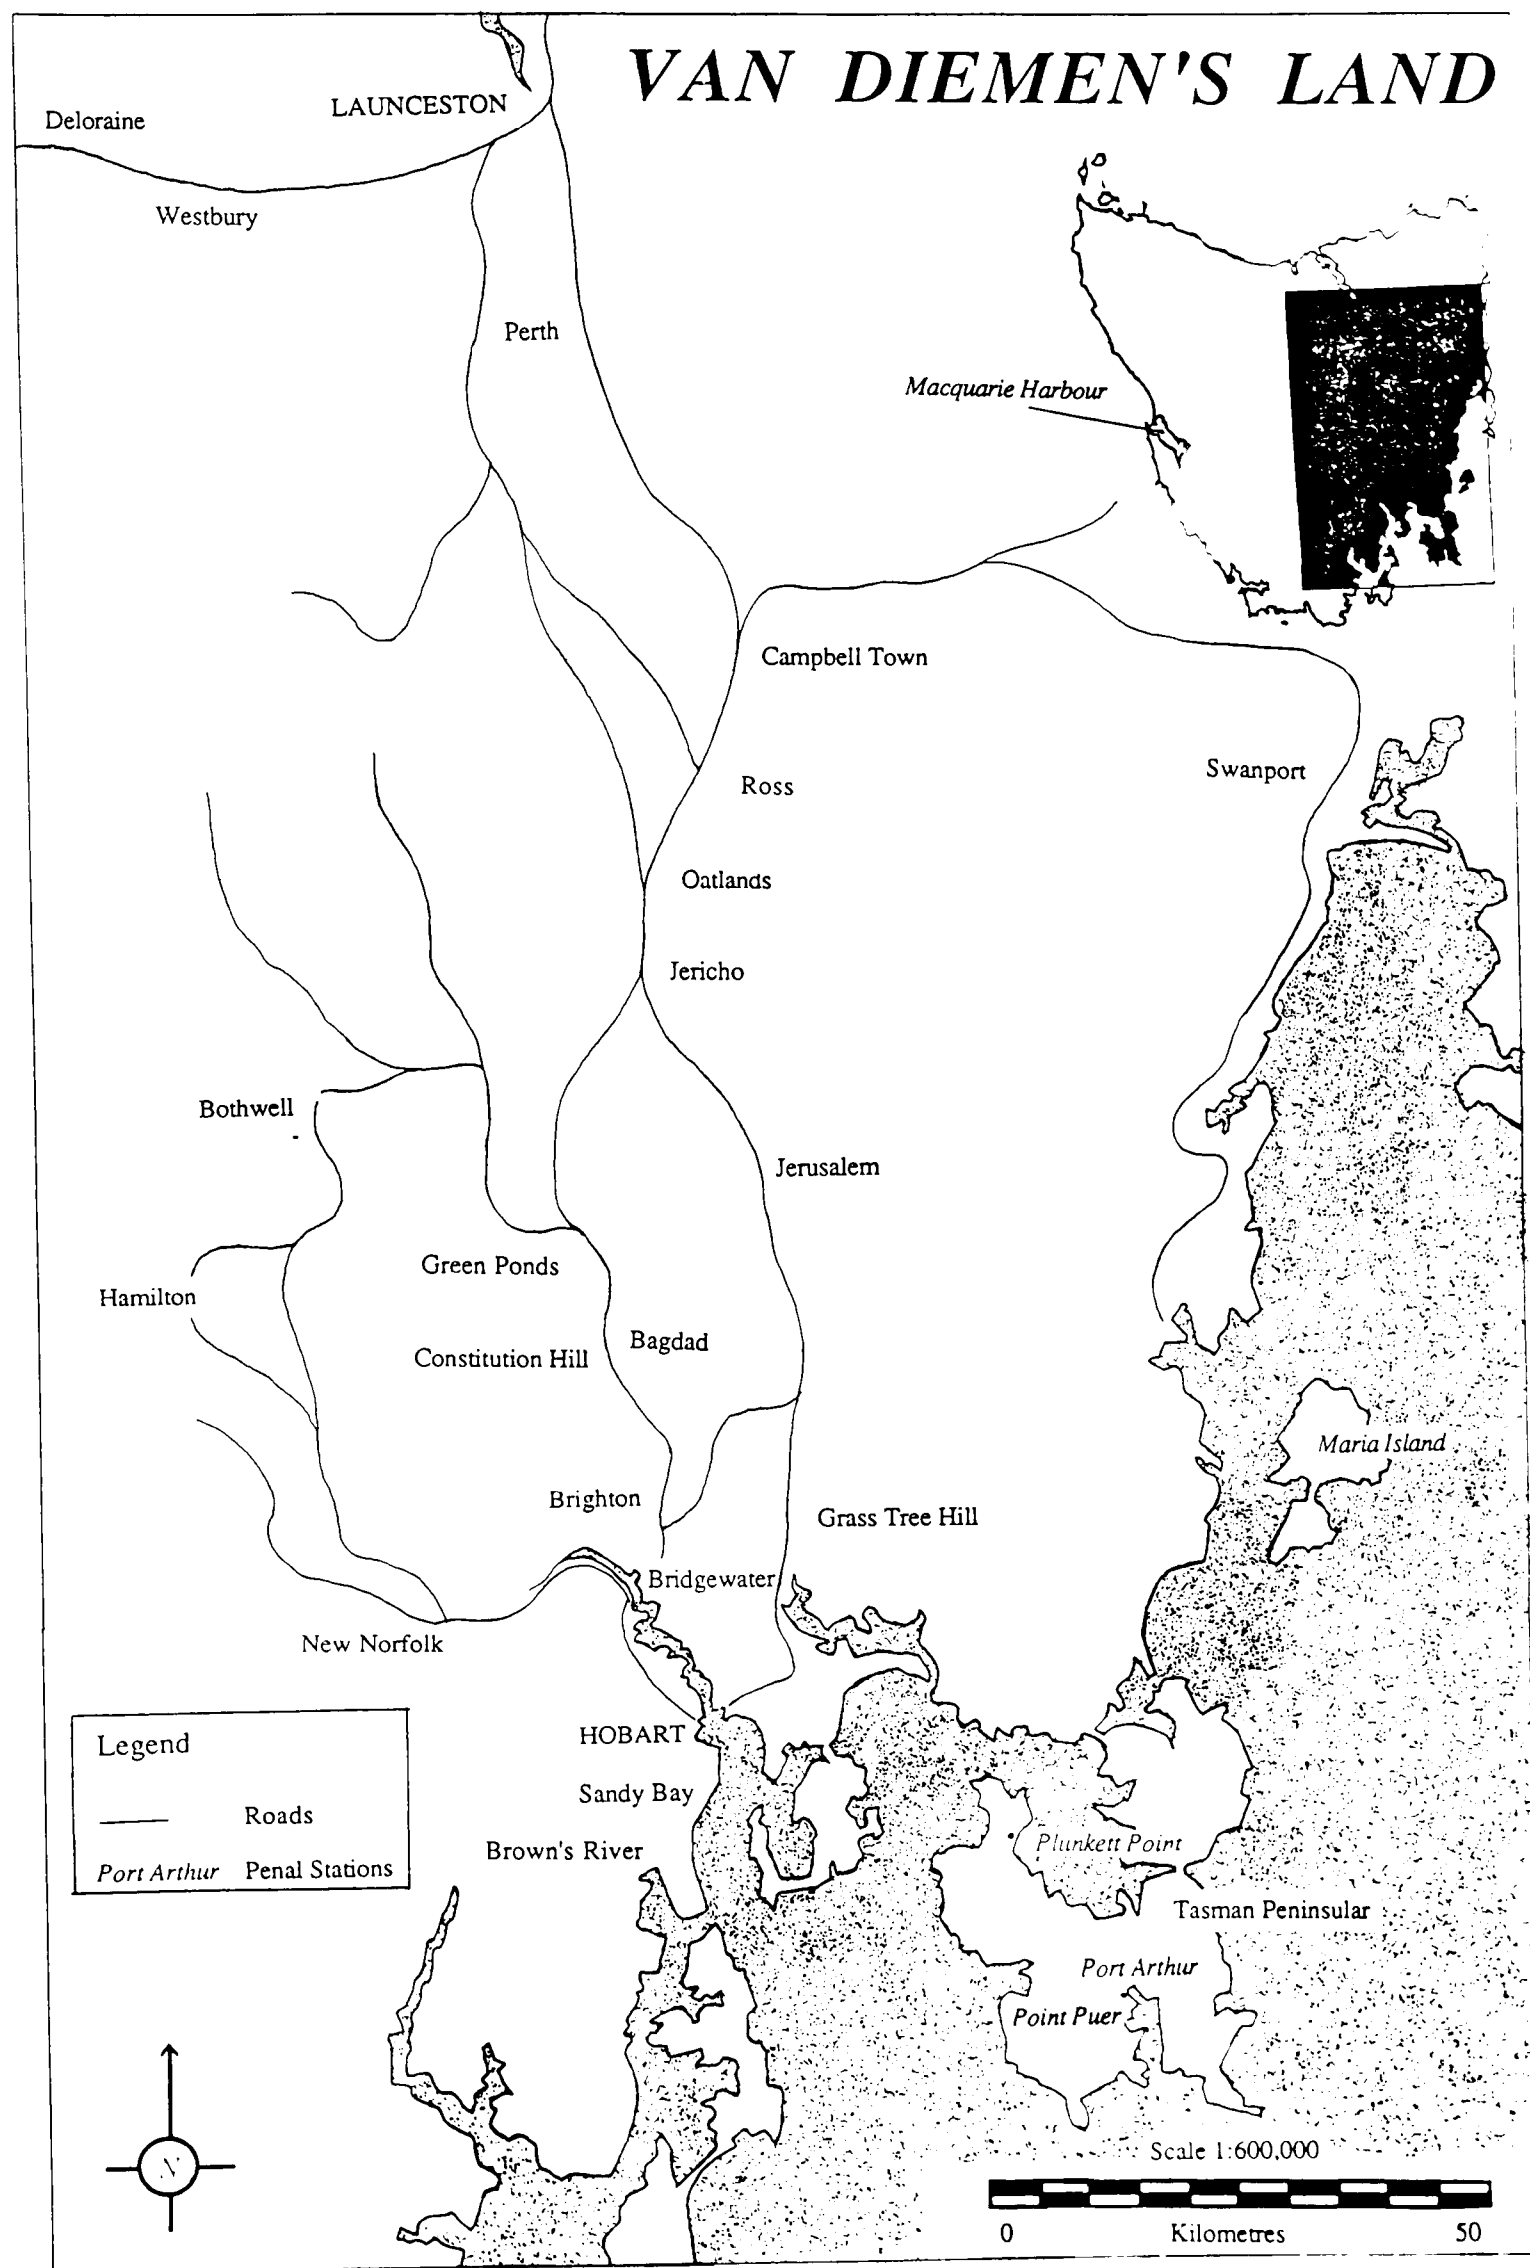 VAN DIEMEN'S LAND
LAUNCESTON
Deloraine
Westbury
Perth
Macquarie Harbour
Campbell Town
Swanport
Ross
Oatlands
Jericho
Bothwell
Jerusalem
Green Ponds
Hamilton
Bagdad
Constitution Hill
Maria Island
Brighton
Grass Tree Hill
Bridgewater
New Norfolk
HOBART
Sandy Bay
Brown's River
Plunkett Point
Tasman Peninsular
Port Arthur
Point Puer
Legend
Roads
Port Arthur Penal Stations
N
Scale 1:600,000
0 Kilometres 50